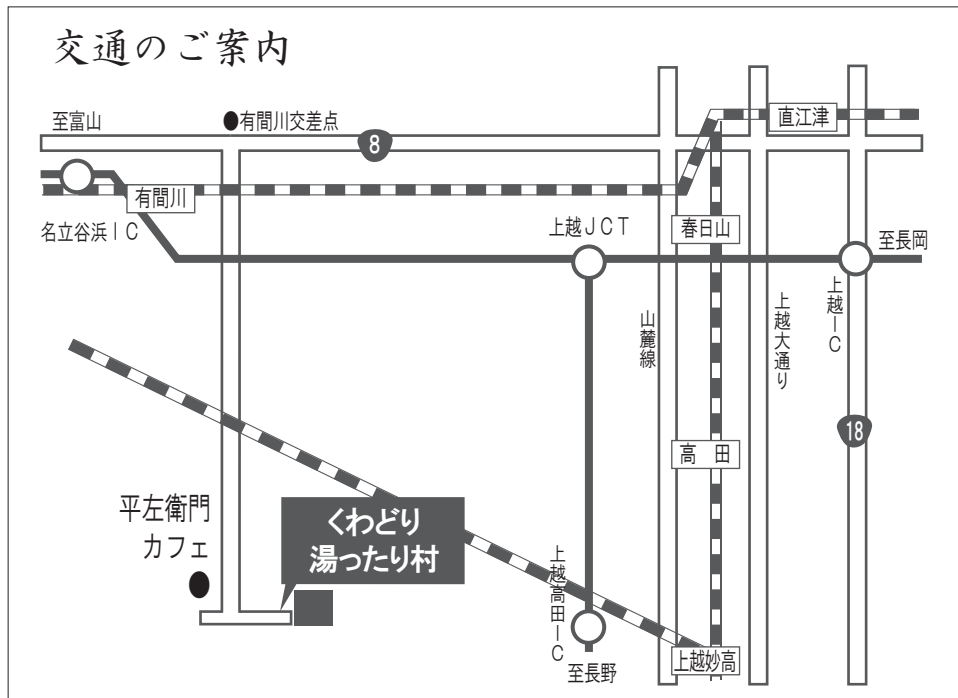 交通のご案内
至富山
有間川交差点
8
直江津
有間川
名立谷浜IC
上越JCT
春日山
至長岡
山麓線
上越大通り
上越IC
18
高田
平左衛門
カフェ
くわどり
湯ったり村
上越高田IC
至長野
上越妙高